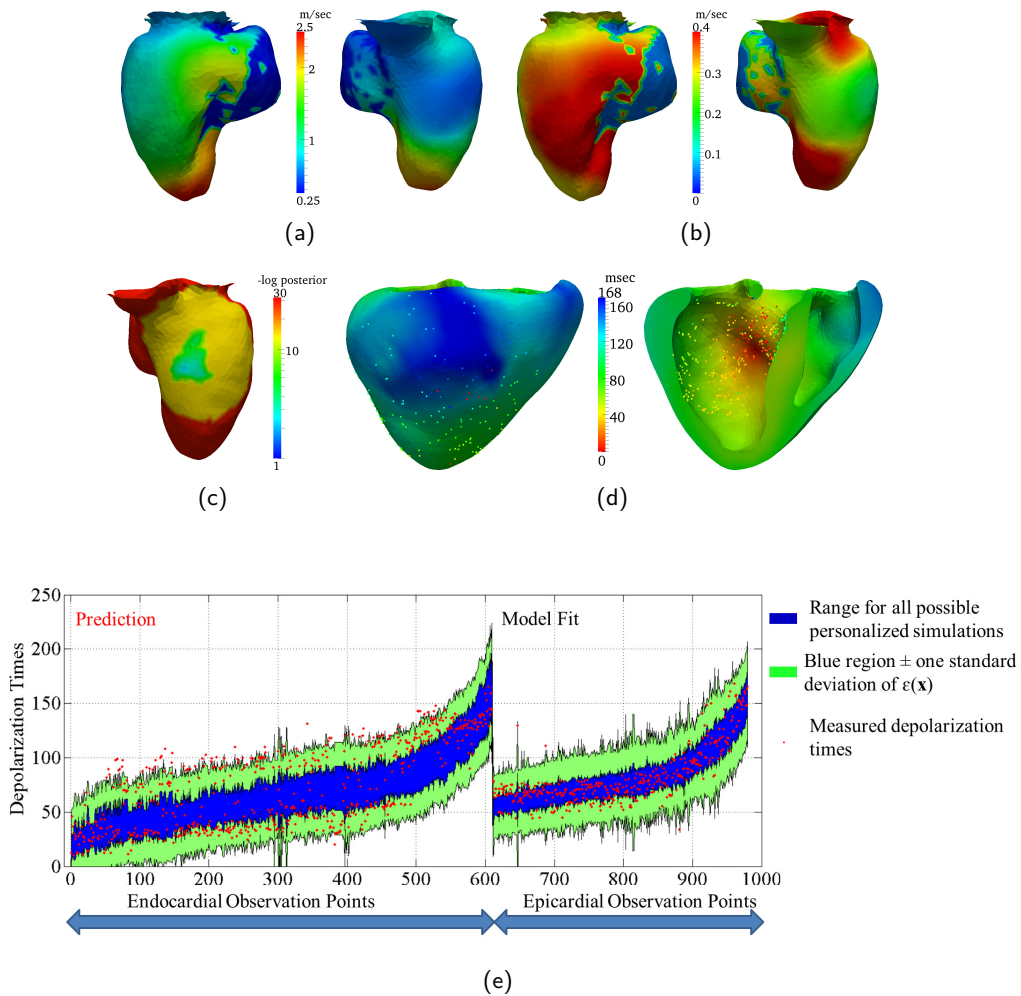 m/sec
2.5
2
1
0.25
(a)
m/sec
0.4
0.3
0.2
0.1
0
(b)
-log posterior
30
10
1
(c)
msec
168
160
120
80
40
0
(d)
250
200
150
100
50
0
Depolarization Times
Prediction
Model Fit
0 100 200 300 400 500 600 700 800 900 1000
Endocardial Observation Points
Epicardial Observation Points
Range for all possible
personalized simulations
Blue region ± one standard
deviation of ε(x)
Measured depolarization
times
(e)